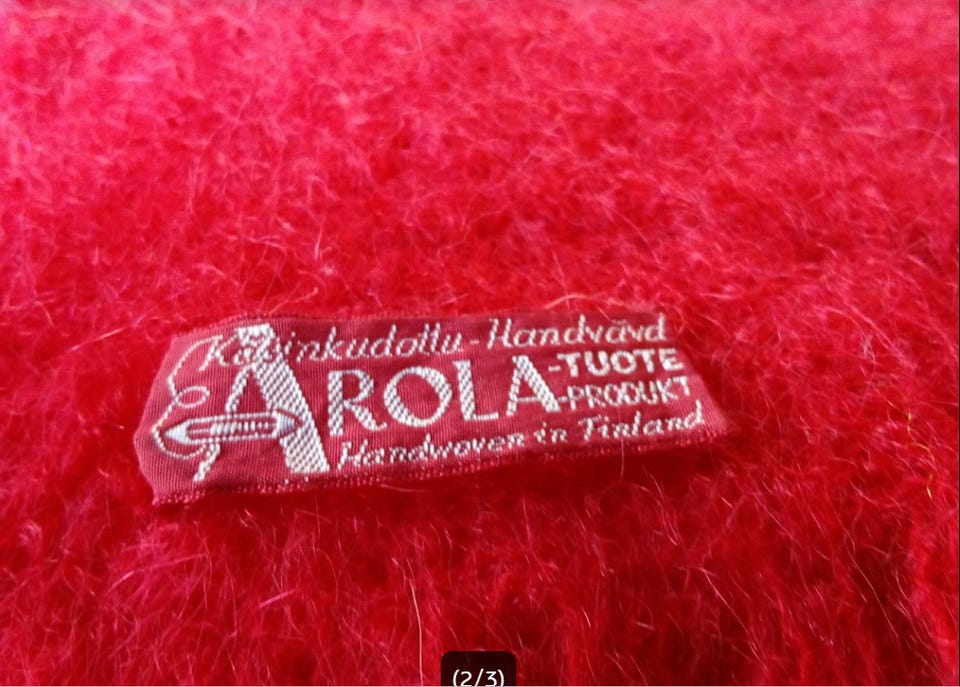 Käsinkudottu-Handvävd
AROLA
-TUOTE
-PRODUKT
Handwoven in Finland
(2/3)